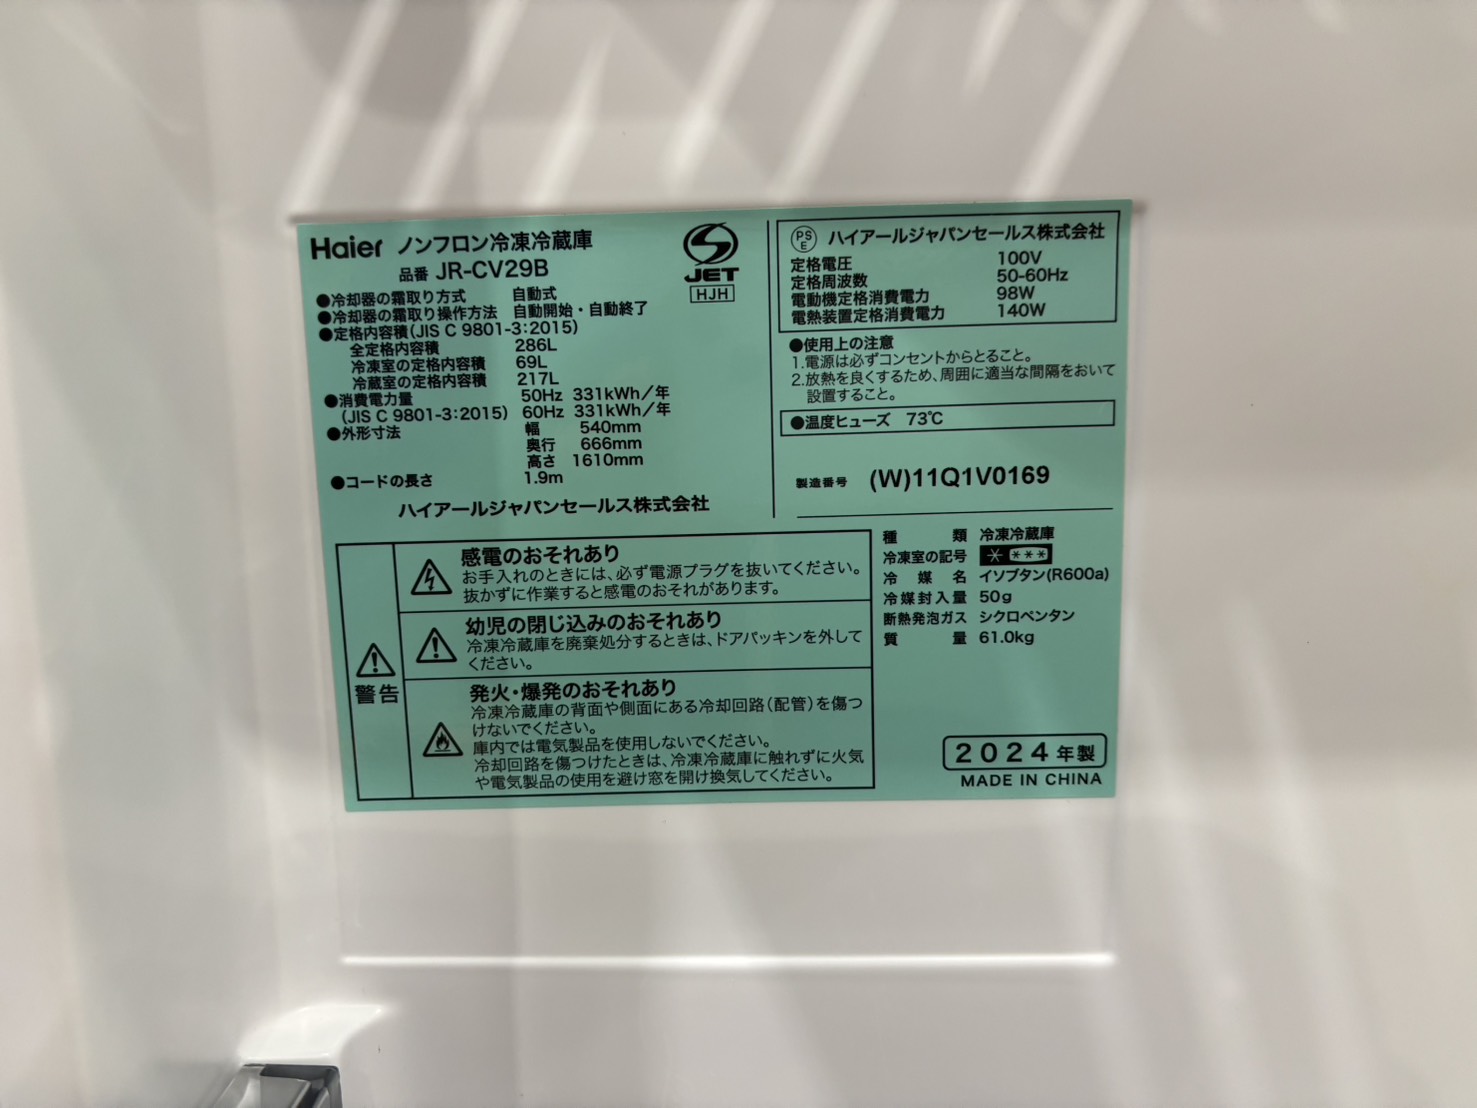 Haier ノンフロン冷凍冷蔵庫
品番 JR-CV29B
●冷却器の霜取り方式 自動式
●冷却器の霜取り操作方法 自動開始・自動終了
●定格内容積(JIS C 9801-3:2015)
全定格内容積 286L
冷凍室の定格内容積 69L
冷蔵室の定格内容積 217L
●消費電力量 50Hz 331kWh/年
(JIS C 9801-3:2015) 60Hz 331kWh/年
●外形寸法 幅 540mm
奥行 666mm
高さ 1610mm
●コードの長さ 1.9m
ハイアールジャパンセールス株式会社
JET
HJH
PSE ハイアールジャパンセールス株式会社
定格電圧 100V
定格周波数 50-60Hz
電動機定格消費電力 98W
電熱装置定格消費電力 140W
●使用上の注意
1.電源は必ずコンセントからとること。
2.放熱を良くするため、周囲に適当な間隔をおいて
設置すること。
●温度ヒューズ 73℃
製造番号 (W)11Q1V0169
警告
感電のおそれあり
お手入れのときには、必ず電源プラグを抜いてください。
抜かずに作業すると感電のおそれがあります。
幼児の閉じ込みのおそれあり
冷凍冷蔵庫を廃棄処分するときは、ドアパッキンを外して
ください。
発火・爆発のおそれあり
冷凍冷蔵庫の背面や側面にある冷却回路(配管)を傷つ
けないでください。
庫内では電気製品を使用しないでください。
冷却回路を傷つけたときは、冷凍冷蔵庫に触れずに火気
や電気製品の使用を避け窓を開け換気してください。
種類 冷凍冷蔵庫
冷凍室の記号 * ***
冷媒名 イソブタン(R600a)
冷媒封入量 50g
断熱発泡ガス シクロペンタン
質量 61.0kg
2024年製
MADE IN CHINA